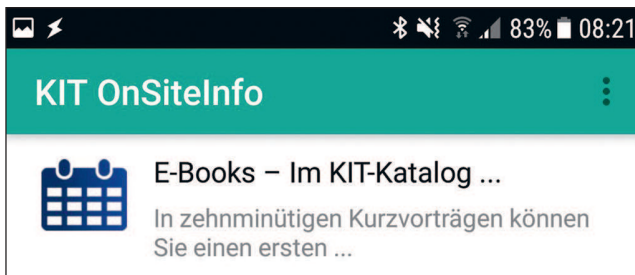 83% 08:21
KIT OnSiteInfo
E-Books – Im KIT-Katalog ...
In zehnminütigen Kurzvorträgen können
Sie einen ersten ...